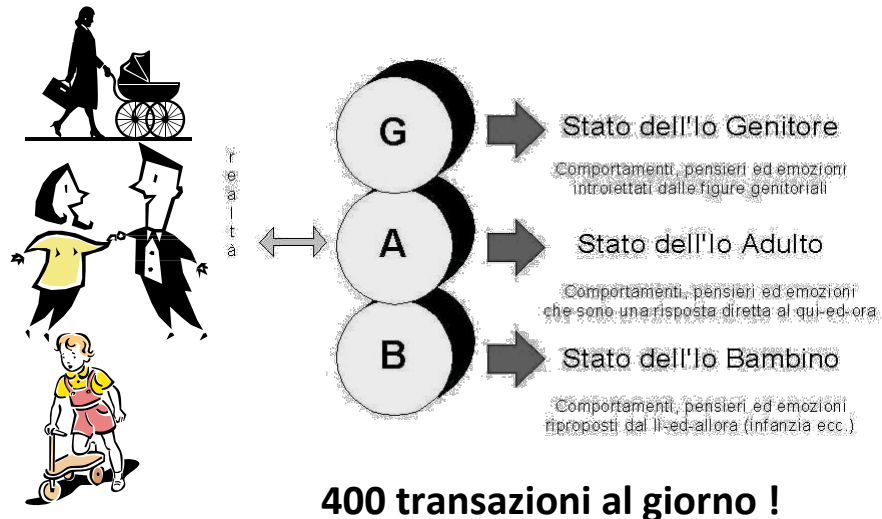 realtà
G
Stato dell'Io Genitore
Comportamenti, pensieri ed emozioni
introiettati dalle figure genitoriali
A
Stato dell'Io Adulto
Comportamenti, pensieri ed emozioni
che sono una risposta diretta al qui-ed-ora
B
Stato dell'Io Bambino
Comportamenti, pensieri ed emozioni
riproposti dal lì-ed-allora (infanzia ecc.)
400 transazioni al giorno !